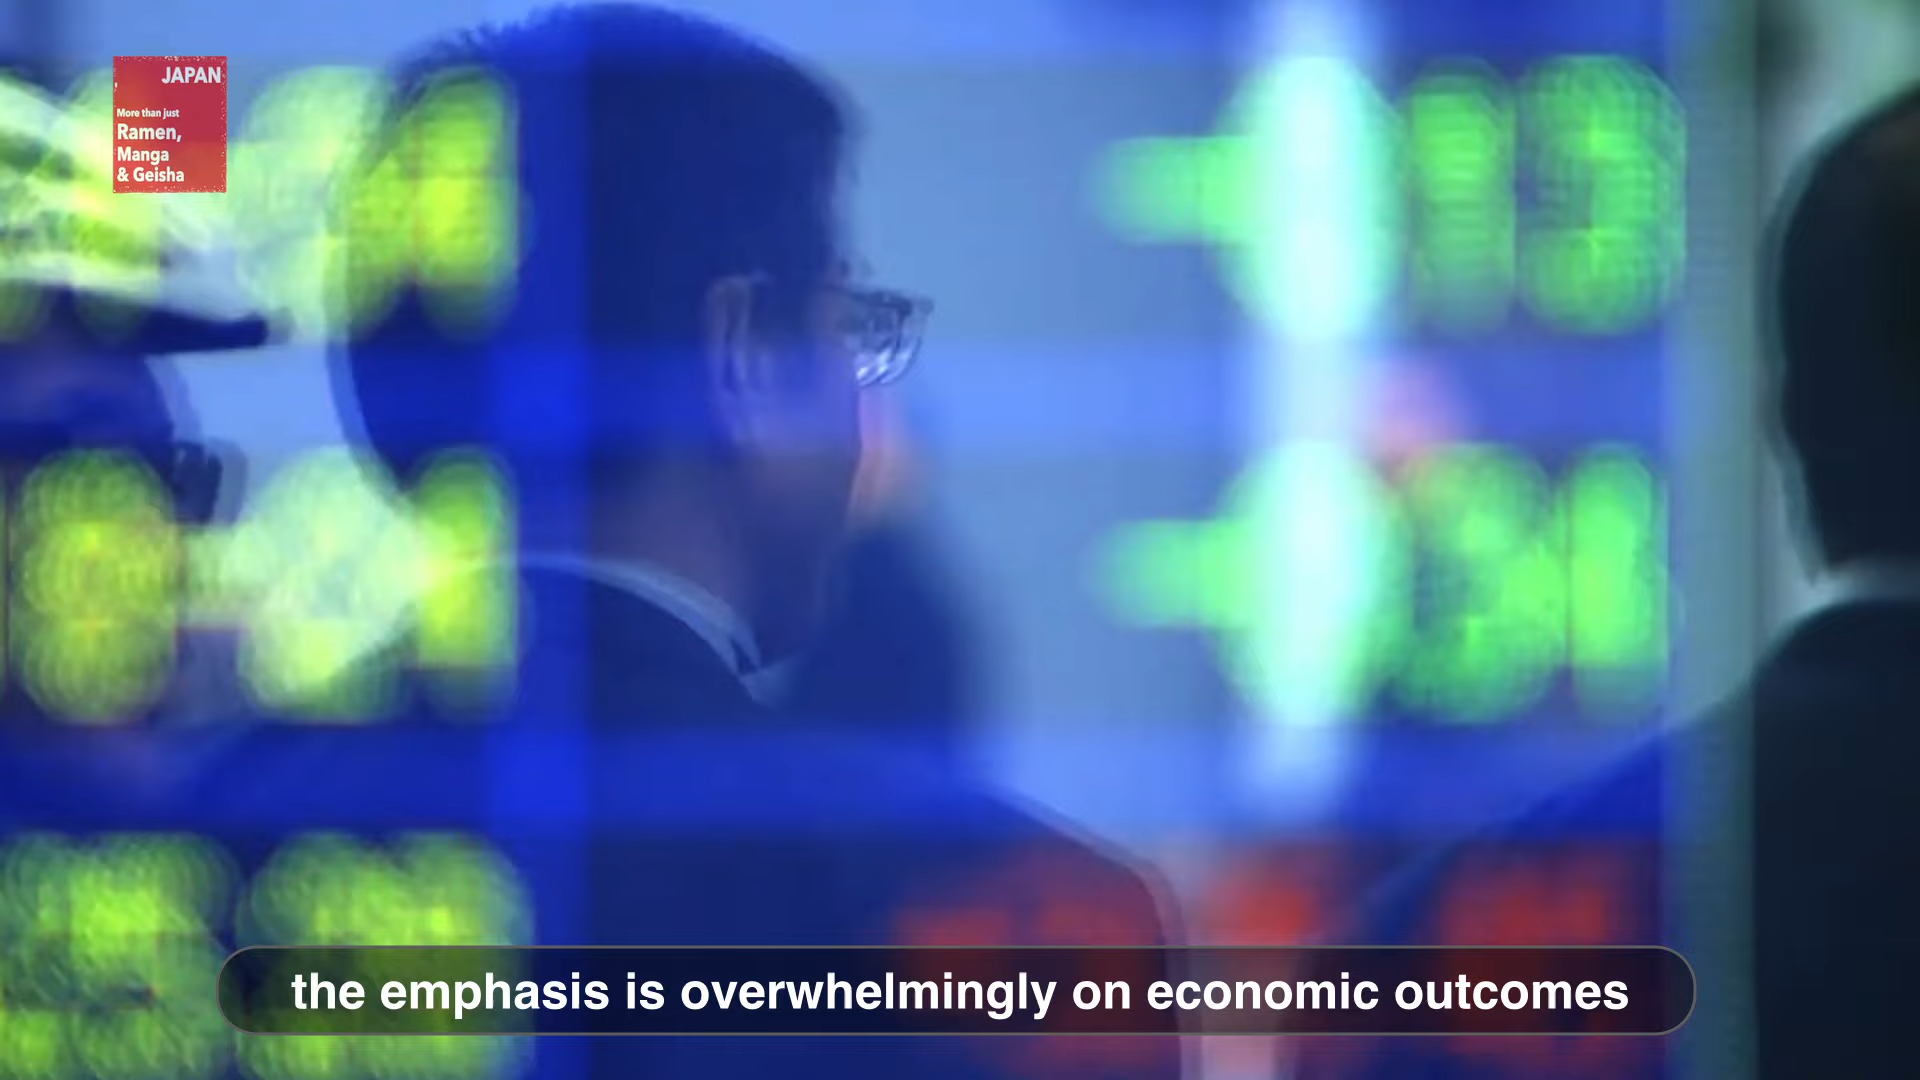 JAPAN
More than just
Ramen,
Manga
& Geisha
the emphasis is overwhelmingly on economic outcomes